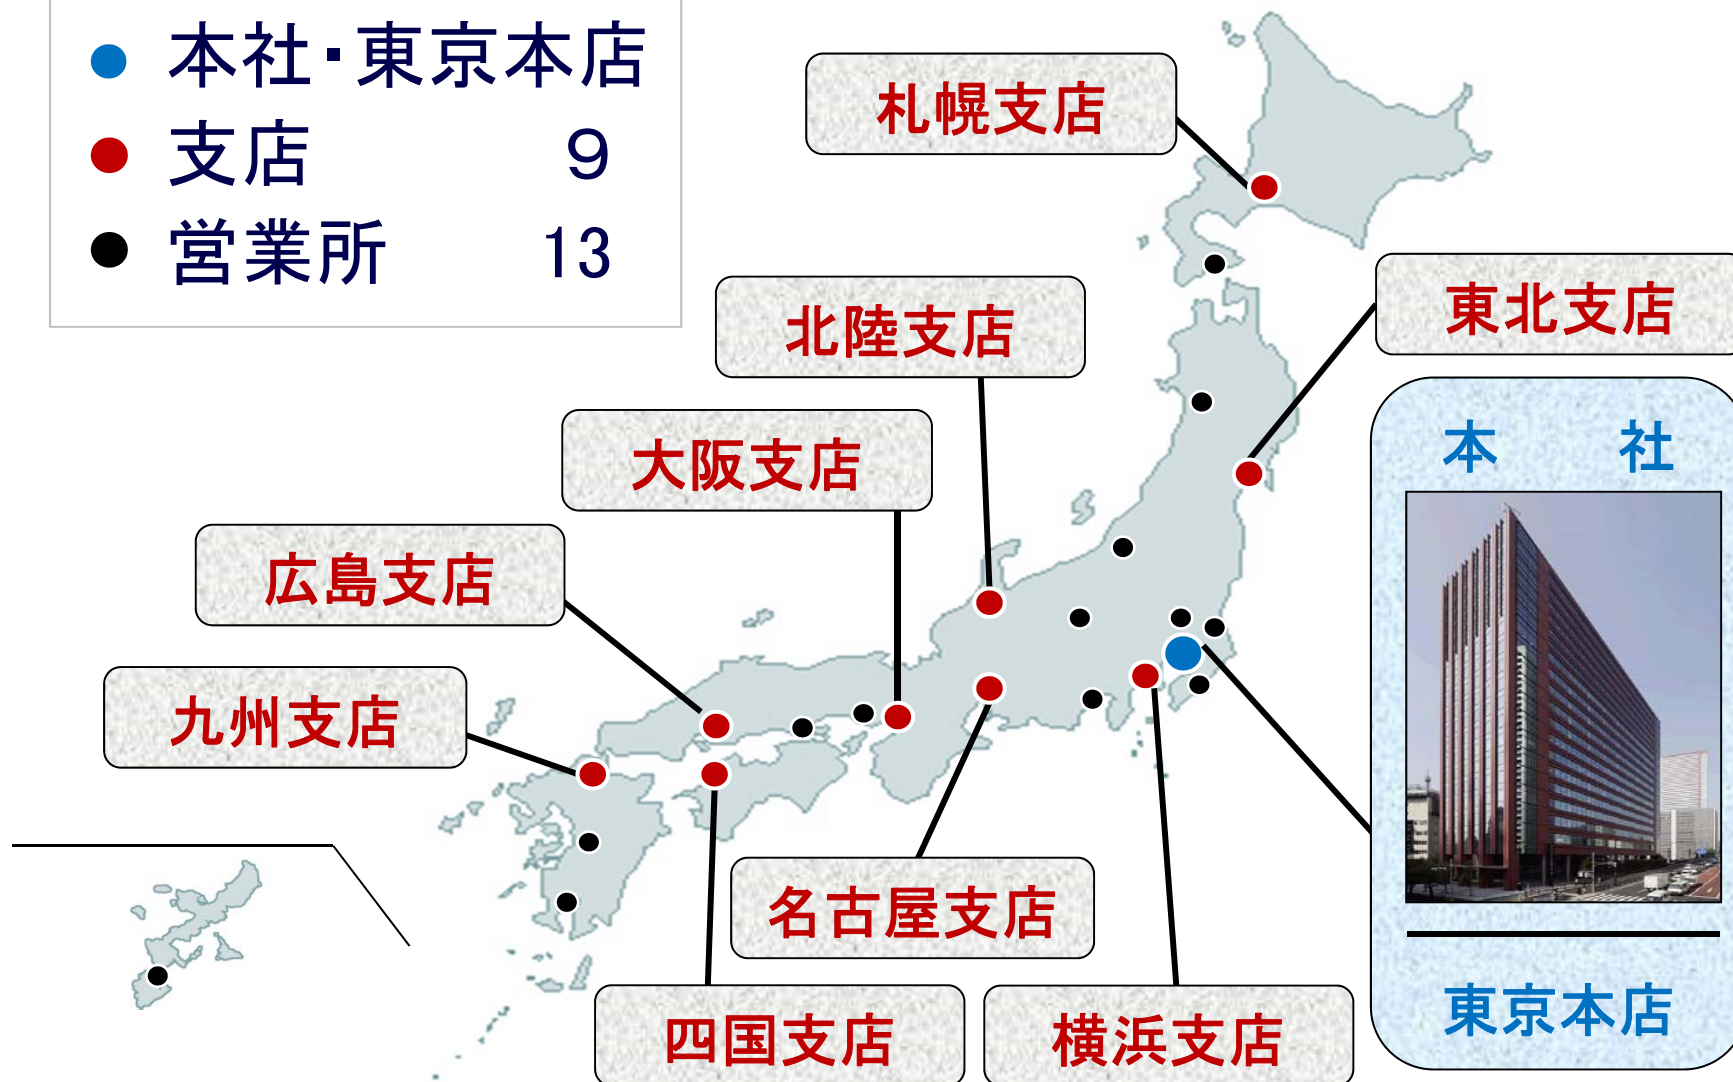 本社・東京本店
支店 9
営業所 13
札幌支店
東北支店
北陸支店
大阪支店
広島支店
九州支店
名古屋支店
四国支店
横浜支店
本 社
東京本店